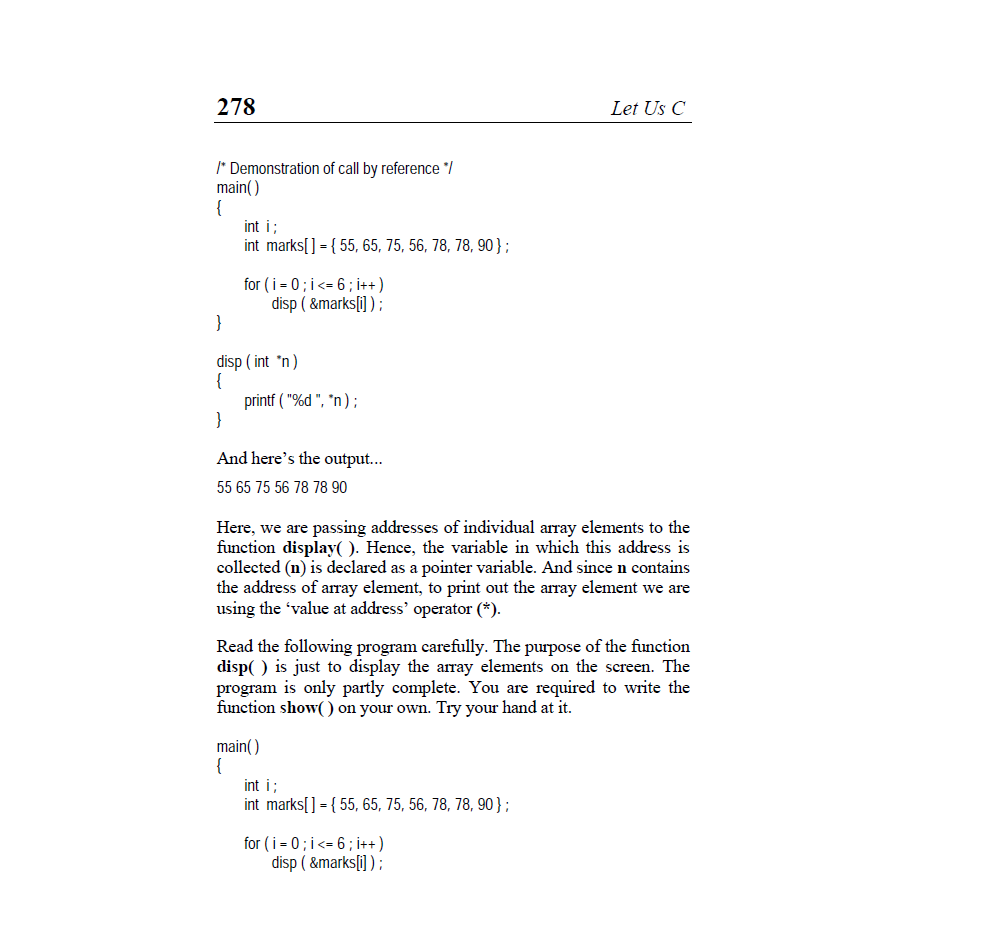 278 Let Us C
/* Demonstration of call by reference */
main( )
{
int i ;
int marks[ ] = { 55, 65, 75, 56, 78, 78, 90 } ;
for ( i = 0 ; i <= 6 ; i++ )
disp ( &marks[i] ) ;
}
disp ( int *n )
{
printf ( "%d ", *n ) ;
}
And here’s the output...
55 65 75 56 78 78 90
Here, we are passing addresses of individual array elements to the
function display( ). Hence, the variable in which this address is
collected (n) is declared as a pointer variable. And since n contains
the address of array element, to print out the array element we are
using the ‘value at address’ operator (*).
Read the following program carefully. The purpose of the function
disp( ) is just to display the array elements on the screen. The
program is only partly complete. You are required to write the
function show( ) on your own. Try your hand at it.
main( )
{
int i ;
int marks[ ] = { 55, 65, 75, 56, 78, 78, 90 } ;
for ( i = 0 ; i <= 6 ; i++ )
disp ( &marks[i] ) ;